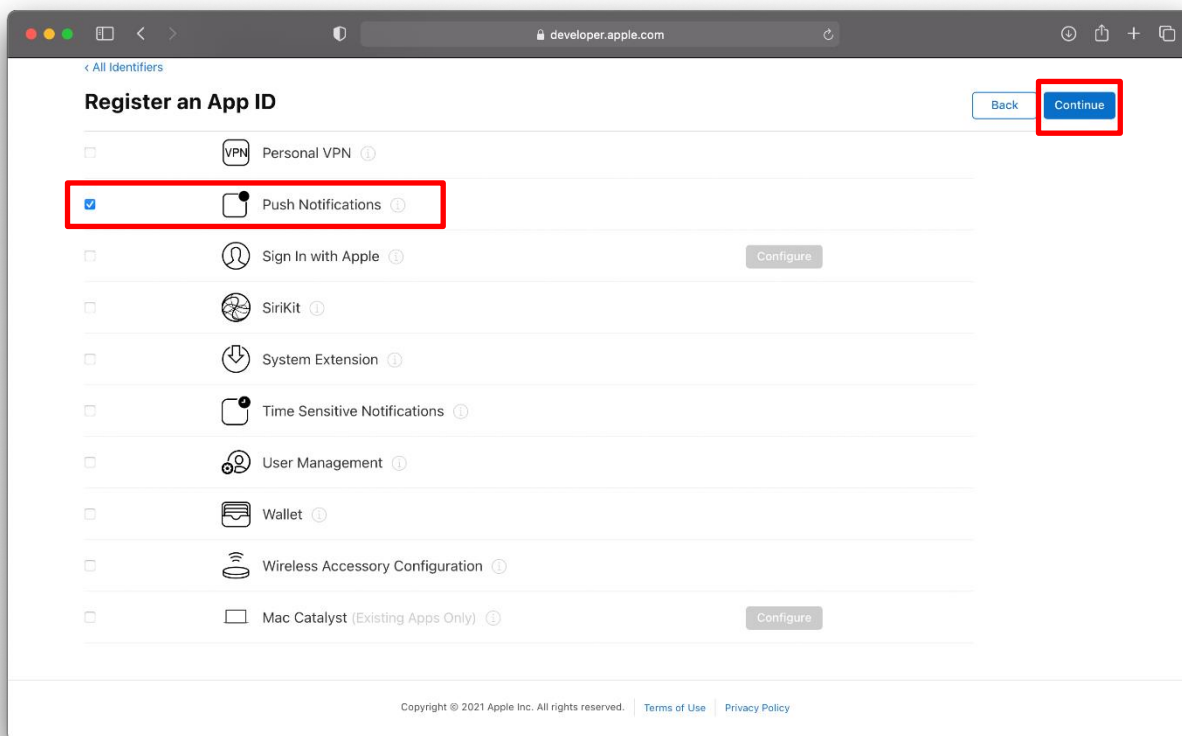 developer.apple.com
‹ All Identifiers
Register an App ID
Back
Continue
VPN
Personal VPN
Push Notifications
Sign In with Apple
Configure
SiriKit
System Extension
Time Sensitive Notifications
User Management
Wallet
Wireless Accessory Configuration
Mac Catalyst (Existing Apps Only)
Configure
Copyright © 2021 Apple Inc. All rights reserved. Terms of Use Privacy Policy